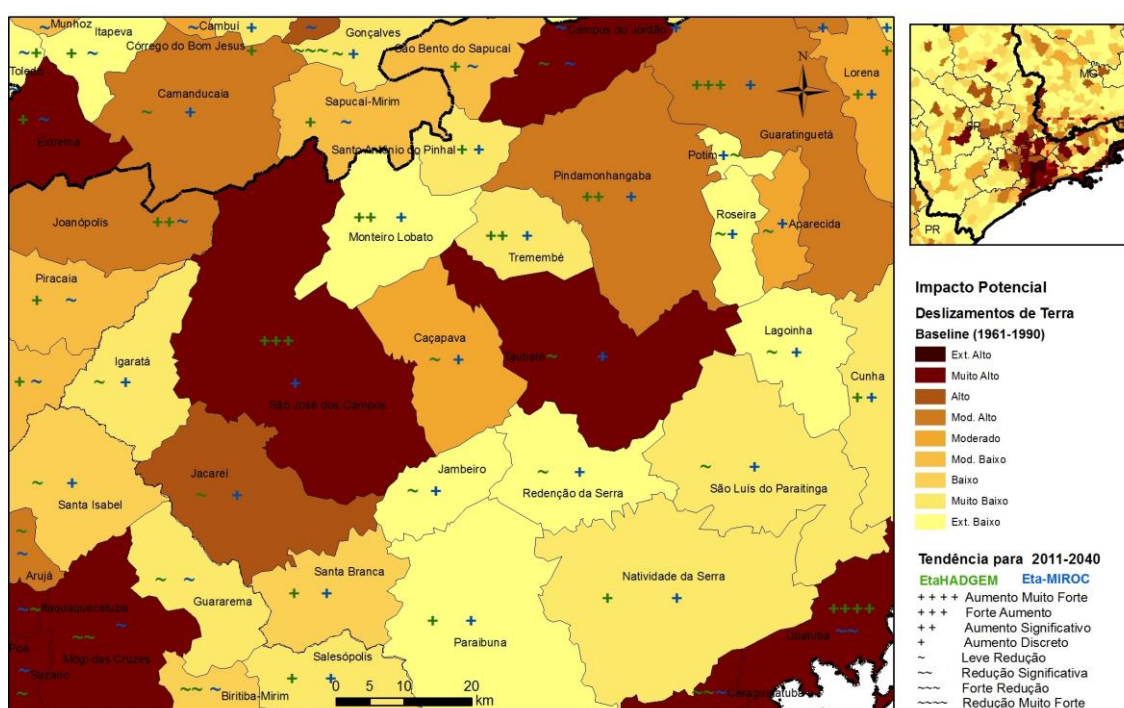 Munhoz
Itapeva
Cambuí
Gonçalves
Córrego do Bom Jesus
São Bento do Sapucaí
Campos do Jordão
Toledo
Lorena
Extrema
Camanducaia
~ +
Sapucaí-Mirim
+ ~
+++ +
Guaratinguetá
N
Santo Antônio do Pinhal
+ +
Potim
Pindamonhangaba
++ +
Joanópolis
++ ~
++ +
Monteiro Lobato
++ +
Tremembé
Roseira
~ +
Aparecida
Piracaia
+ ~
+++
+
São José dos Campos
Caçapava
~ +
Taubaté ~ +
Lagoinha
~ +
Igaratá
~ +
+ ~
Cunha
+ +
Jacareí
~ +
Jambeiro
~ +
~ +
Redenção da Serra
~ +
São Luís do Paraitinga
~ +
Santa Isabel
Arujá
~ ~
Guararema
Santa Branca
+ +
Natividade da Serra
+ +
Itaquaquecetuba
Poá
Suzano
Mogi das Cruzes
+ +
Paraibuna
++++
Ubatuba
~~
Salesópolis
+ +
~~ ~
Biritiba-Mirim
Caraguatatuba
0 5 10 20
km
MG
SP
PR
Impacto Potencial
Deslizamentos de Terra
Baseline (1961-1990)
Ext. Alto
Muito Alto
Alto
Mod. Alto
Moderado
Mod. Baixo
Baixo
Muito Baixo
Ext. Baixo
Tendência para 2011-2040
EtaHADGEM Eta-MIROC
++++ Aumento Muito Forte
+++ Forte Aumento
++ Aumento Significativo
+ Aumento Discreto
~ Leve Redução
~~ Redução Significativa
~~~ Forte Redução
~~~~ Redução Muito Forte